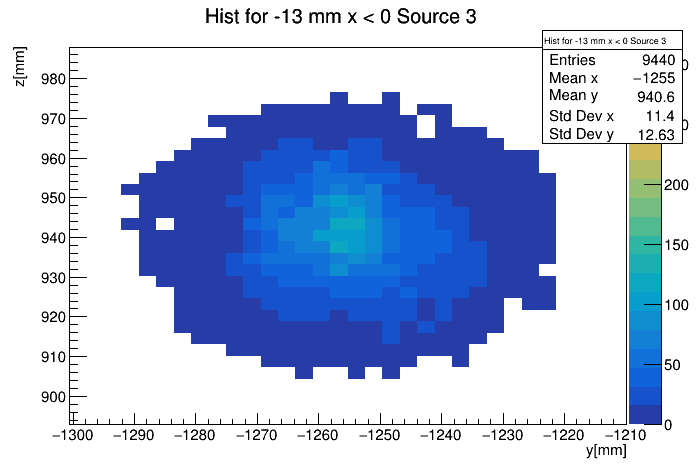 Hist for -13 mm x < 0 Source 3
Hist for -13 mm x < 0 Source 3
Entries 9440
Mean x −1255
Mean y 940.6
Std Dev x 11.4
Std Dev y 12.63
z[mm]
980
970
960
950
940
930
920
910
900
−1300 −1290 −1280 −1270 −1260 −1250 −1240 −1230 −1220 −1210
y[mm]
200
150
100
50
0